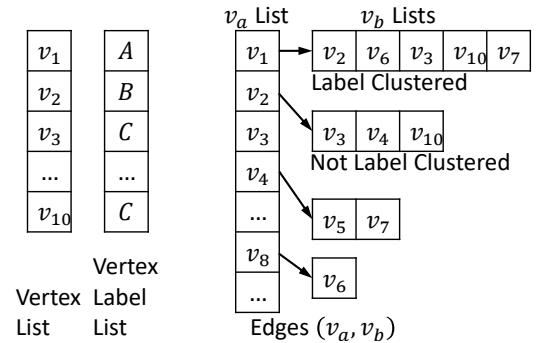 v_a List
v_b Lists
v_1
A
v_1
v_2 v_6 v_3 v_10 v_7
Label Clustered
v_2
B
v_2
v_3
C
v_3
v_3 v_4 v_10
Not Label Clustered
...
...
v_4
v_10
C
...
v_5 v_7
v_8
v_6
...
Vertex
List
Vertex
Label
List
Edges (v_a, v_b)